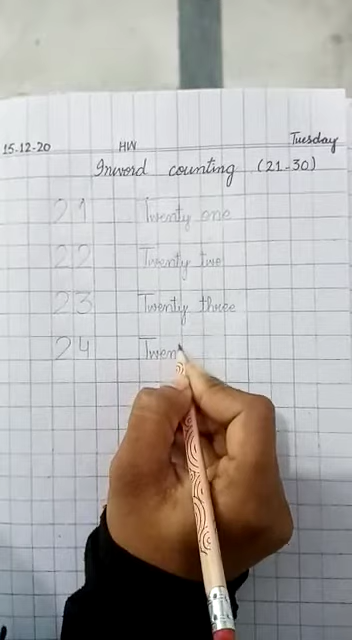 15-12-20 HW Tuesday
Inword counting (21-30)
21 Twenty one
22 Twenty two
23 Twenty three
24 Twen